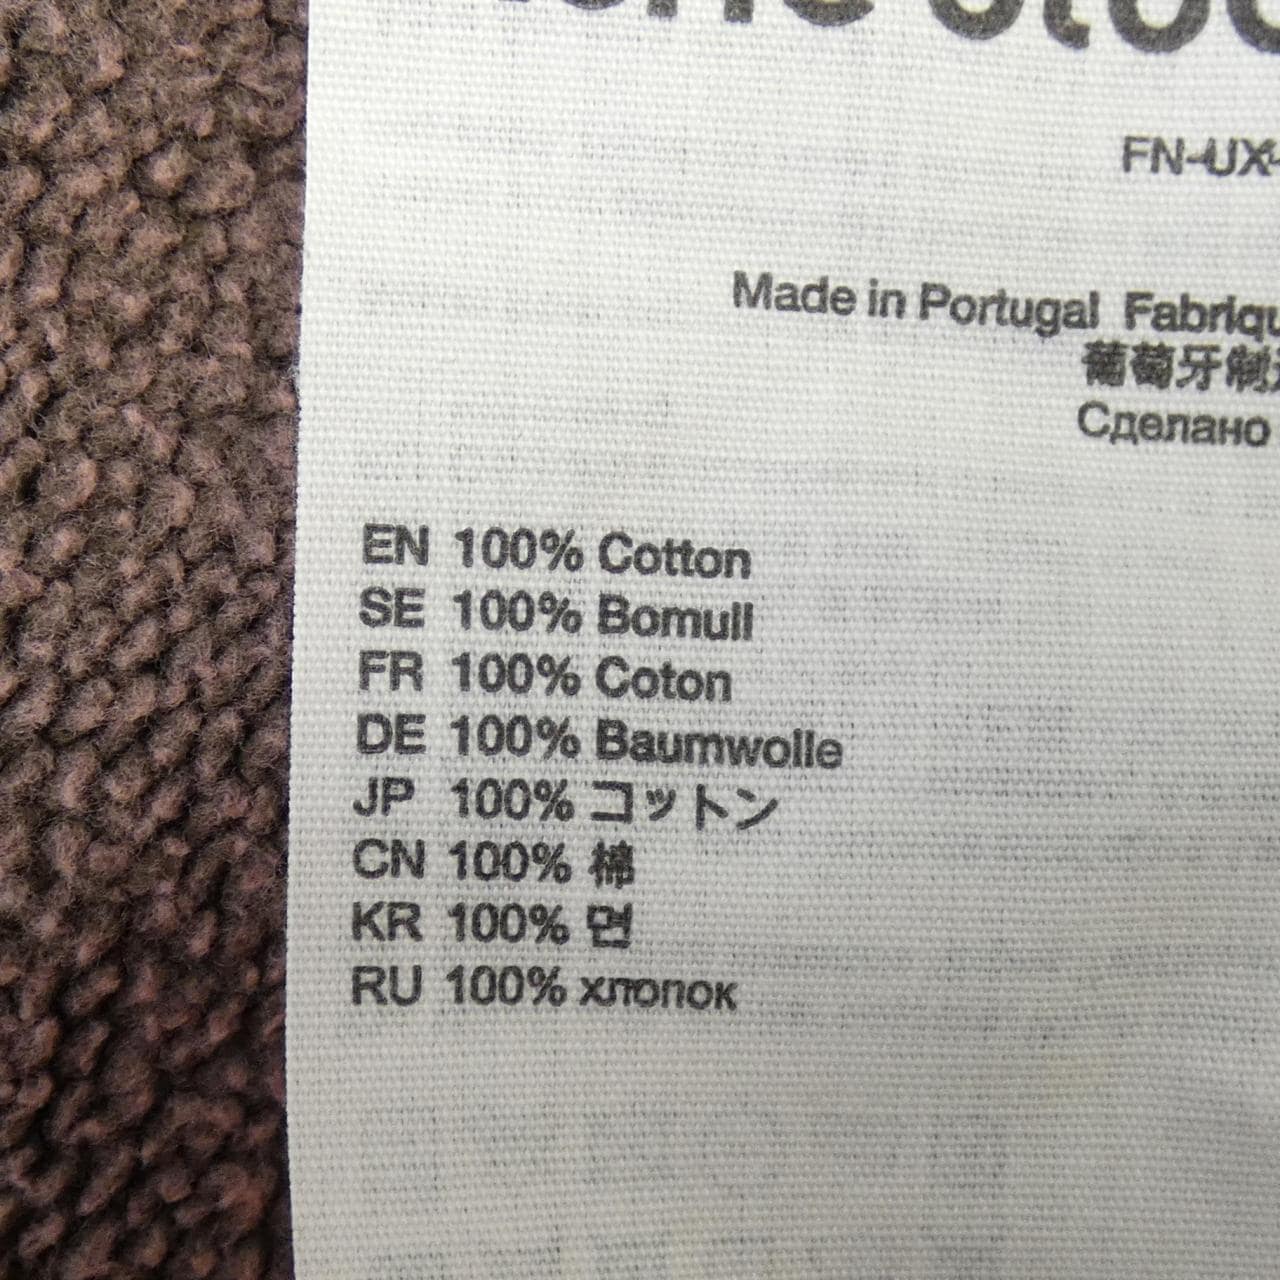 FN-UX-
Made in Portugal Fabriqu
葡萄牙制造
Сделано
EN 100% Cotton
SE 100% Bomull
FR 100% Coton
DE 100% Baumwolle
JP 100% コットン
CN 100% 棉
KR 100% 면
RU 100% хлопок